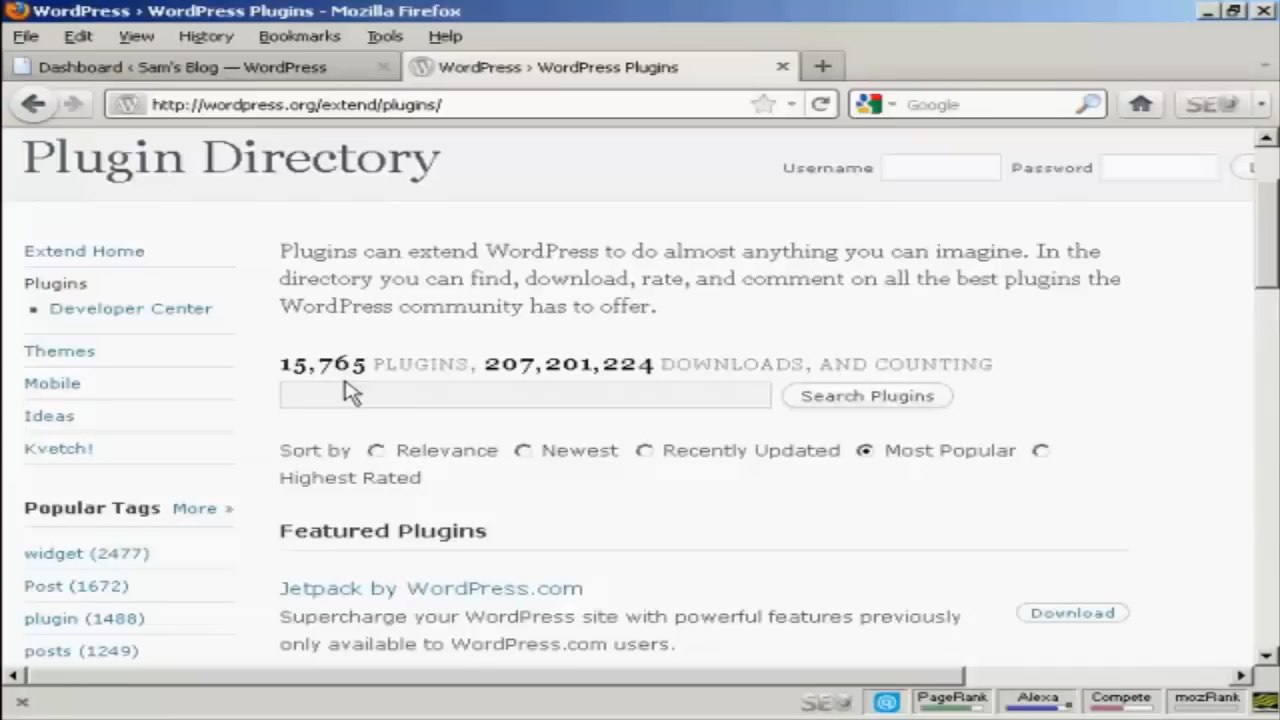 WordPress › WordPress Plugins - Mozilla Firefox
File Edit View History Bookmarks Tools Help
Dashboard ‹ Sam's Blog — WordPress
WordPress › WordPress Plugins
http://wordpress.org/extend/plugins/
Google
SEO
Plugin Directory
Username
Password
Extend Home
Plugins
Developer Center
Themes
Mobile
Ideas
Kvetch!
Popular Tags More »
widget (2477)
Post (1672)
plugin (1488)
posts (1249)
Plugins can extend WordPress to do almost anything you can imagine. In the
directory you can find, download, rate, and comment on all the best plugins the
WordPress community has to offer.
15,765 PLUGINS, 207,201,224 DOWNLOADS, AND COUNTING
Search Plugins
Sort by Relevance Newest Recently Updated Most Popular
Highest Rated
Featured Plugins
Jetpack by WordPress.com
Supercharge your WordPress site with powerful features previously
only available to WordPress.com users.
Download
SEO PageRank Alexa Compete mozRank